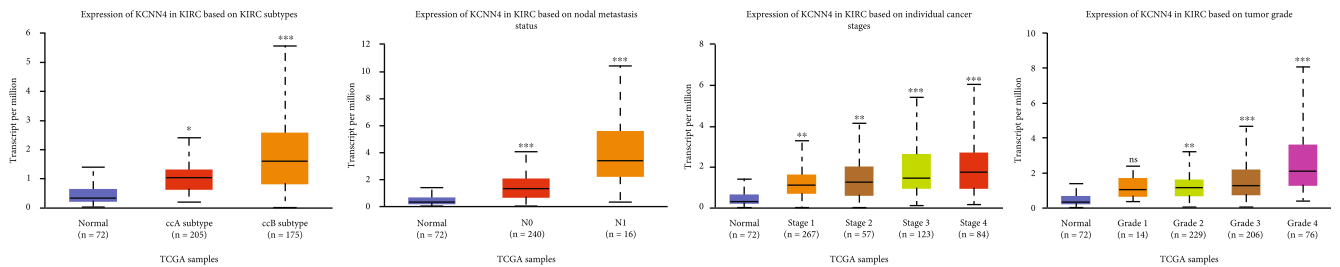 Expression of KCNN4 in KIRC based on KIRC subtypes
Transcript per million
6
5
4
3
2
1
0
*
***
Normal
(n = 72)
ccA subtype
(n = 205)
ccB subtype
(n = 175)
TCGA samples
Expression of KCNN4 in KIRC based on nodal metastasis
status
Transcript per million
12
10
8
6
4
2
0
***
***
Normal
(n = 72)
N0
(n = 240)
N1
(n = 16)
TCGA samples
Expression of KCNN4 in KIRC based on individual cancer
stages
Transcript per million
8
6
4
2
0
**
**
***
***
Normal
(n = 72)
Stage 1
(n = 267)
Stage 2
(n = 57)
Stage 3
(n = 123)
Stage 4
(n = 84)
TCGA samples
Expression of KCNN4 in KIRC based on tumor grade
Transcript per million
10
8
6
4
2
0
ns
**
***
***
Normal
(n = 72)
Grade 1
(n = 14)
Grade 2
(n = 229)
Grade 3
(n = 206)
Grade 4
(n = 76)
TCGA samples